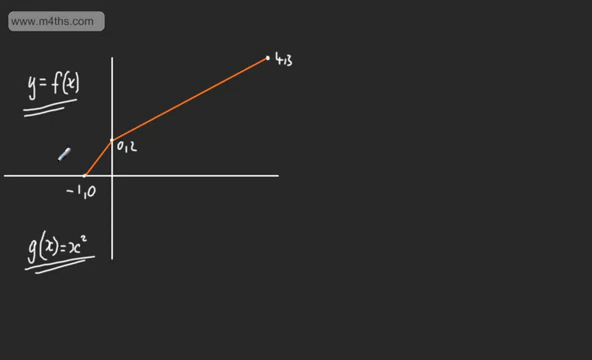 www.m4ths.com
y = f(x)
4,3
0,2
-1,0
g(x)=x²